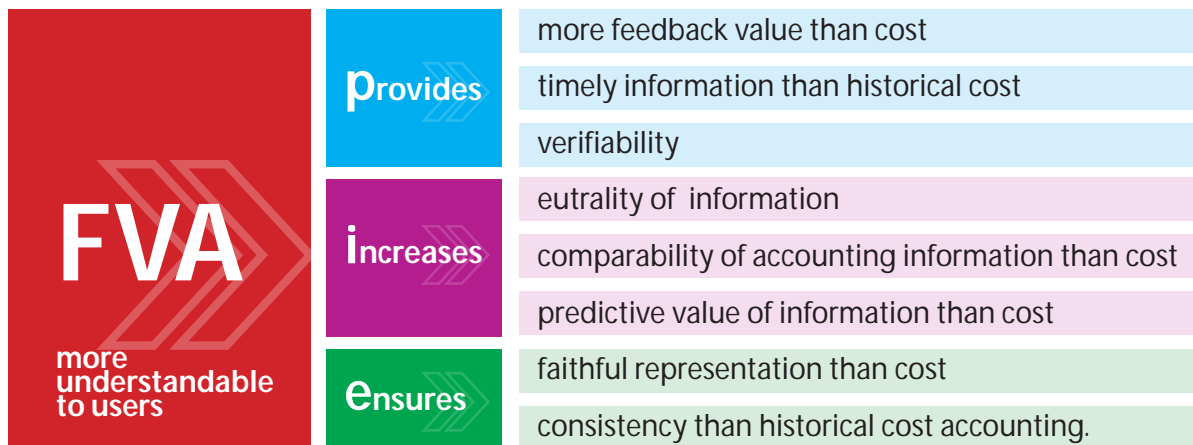 FVA
more
understandable
to users
provides
more feedback value than cost
timely information than historical cost
verifiability
increases
eutrality of information
comparability of accounting information than cost
predictive value of information than cost
ensures
faithful representation than cost
consistency than historical cost accounting.